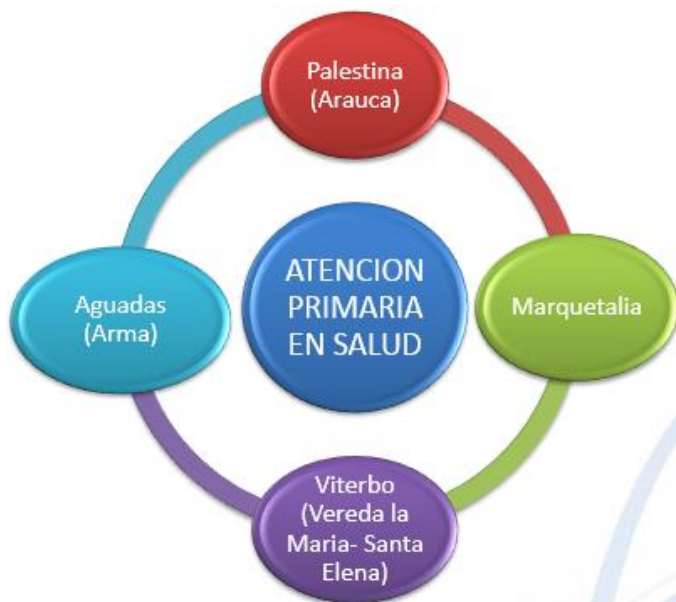 Palestina
(Arauca)
Aguadas
(Arma)
ATENCION
PRIMARIA
EN SALUD
Marquetalia
Viterbo
(Vereda la
Maria- Santa
Elena)